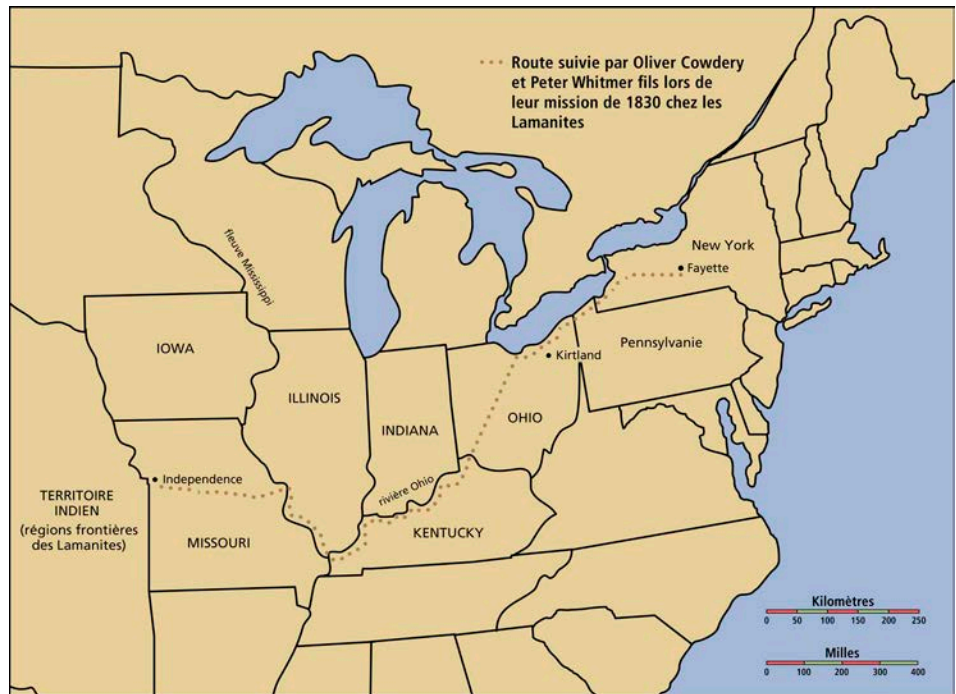 Route suivie par Oliver Cowdery
et Peter Whitmer fils lors de
leur mission de 1830 chez les
Lamanites
fleuve Mississippi
New York
Fayette
Pennsylvanie
Kirtland
IOWA
ILLINOIS
INDIANA
OHIO
rivière Ohio
Independence
TERRITOIRE
INDIEN
(régions frontières
des Lamanites)
MISSOURI
KENTUCKY
Kilomètres
0 50 100 150 200 250
Milles
0 100 200 300 400